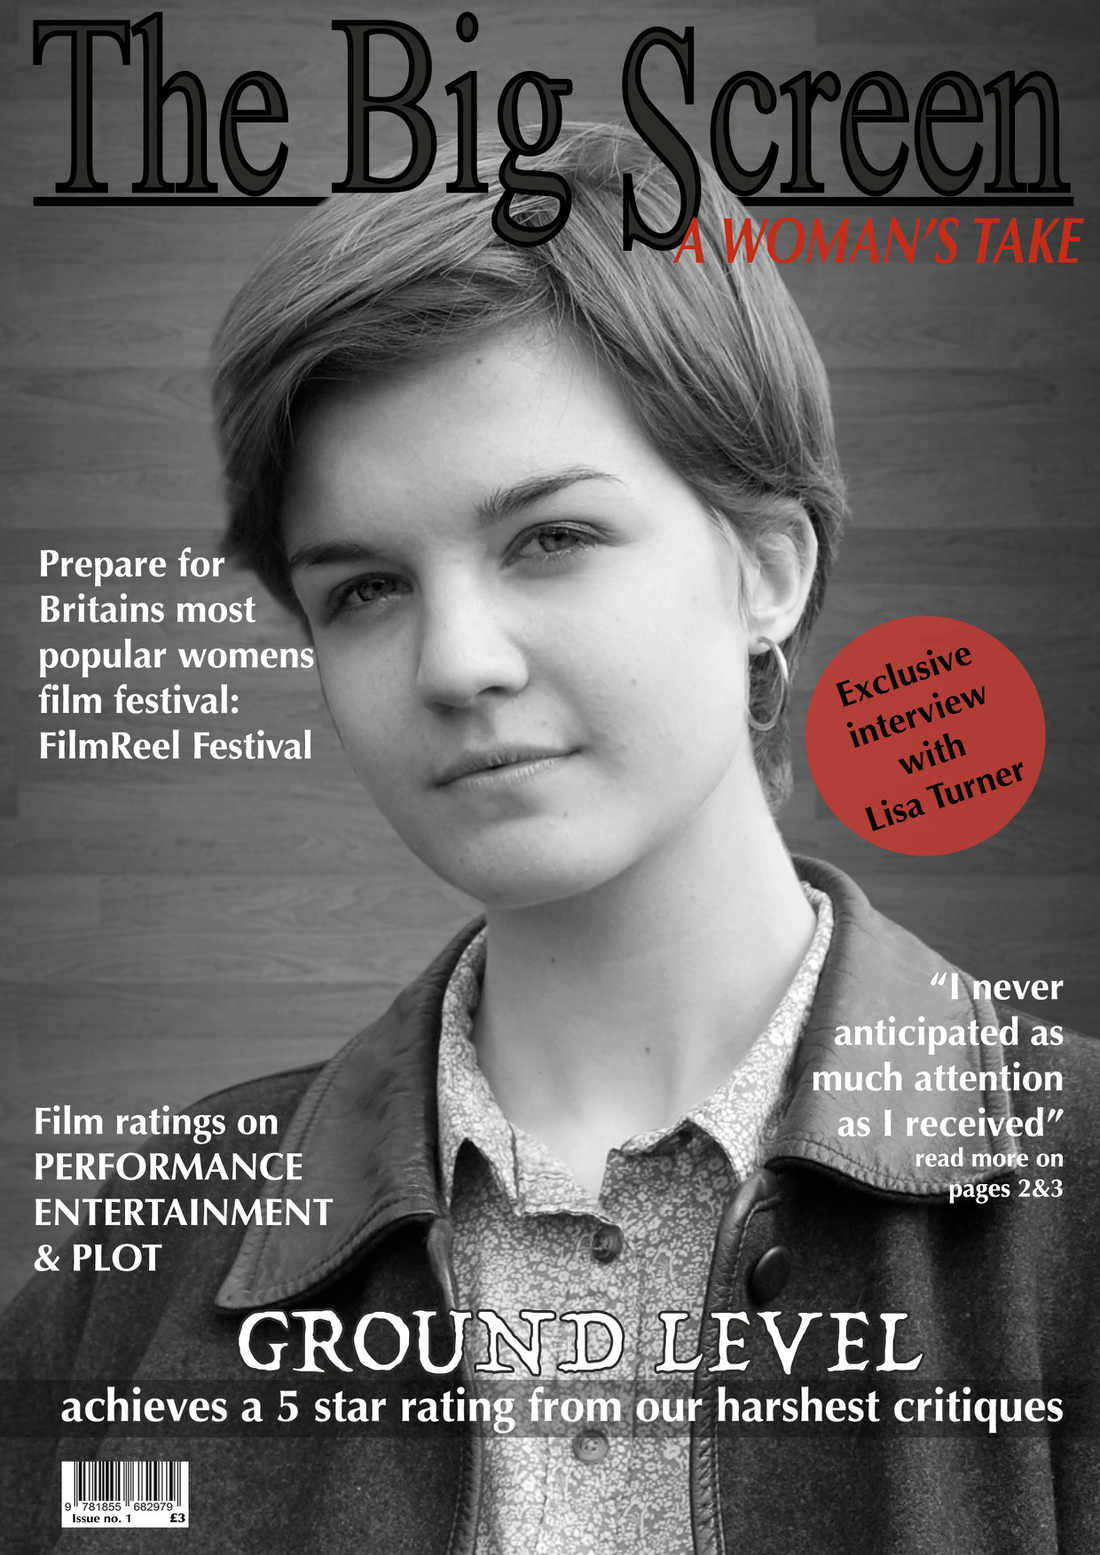 The Big Screen
A WOMAN'S TAKE
Prepare for
Britains most
popular womens
film festival:
FilmReel Festival
Exclusive
interview
with
Lisa Turner
“I never
anticipated as
much attention
as I received”
read more on
pages 2&3
Film ratings on
PERFORMANCE
ENTERTAINMENT
& PLOT
GROUND LEVEL
achieves a 5 star rating from our harshest critiques
9 781855 682979
Issue no. 1 £3